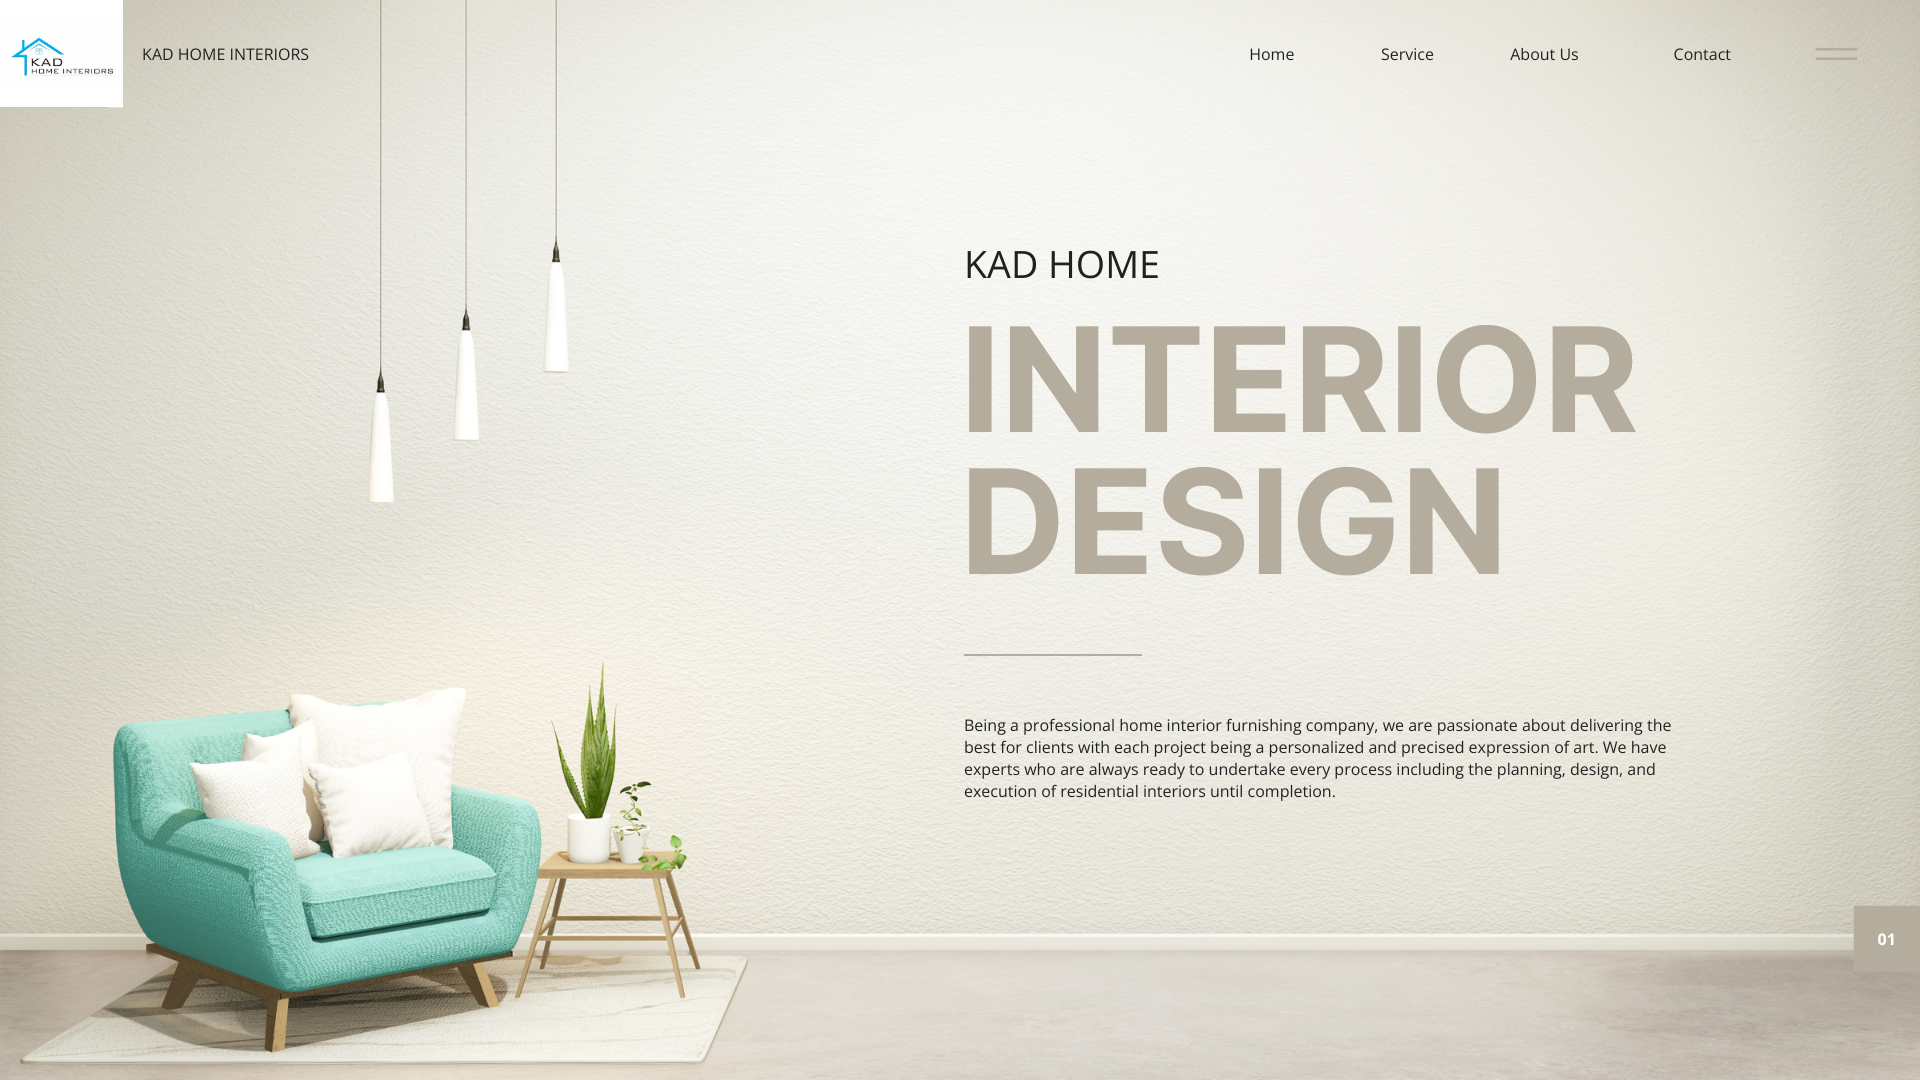 KAD
HOME INTERIORS
KAD HOME INTERIORS
Home
Service
About Us
Contact
KAD HOME
INTERIOR
DESIGN
Being a professional home interior furnishing company, we are passionate about delivering the
best for clients with each project being a personalized and precised expression of art. We have
experts who are always ready to undertake every process including the planning, design, and
execution of residential interiors until completion.
01